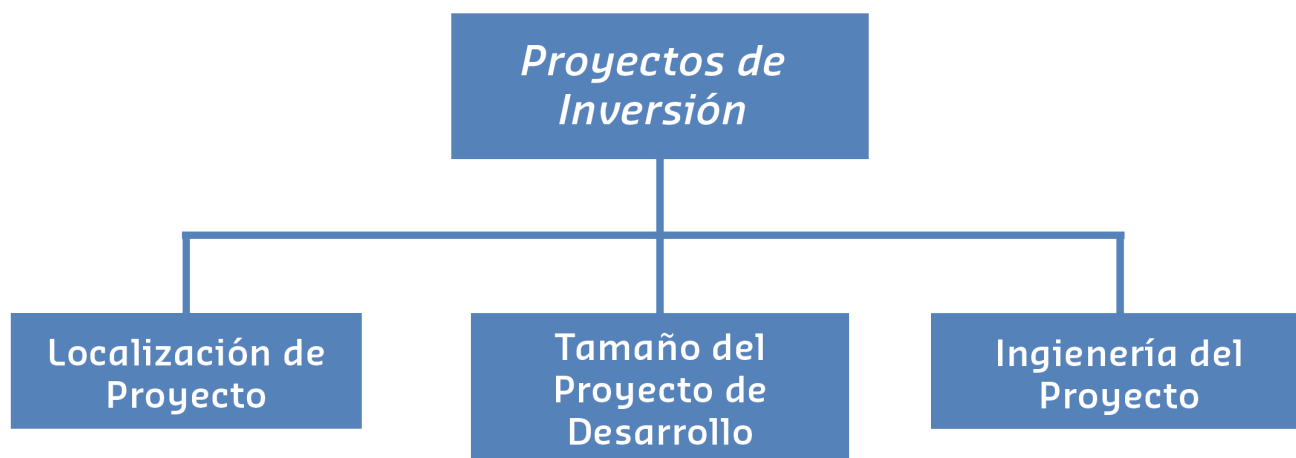 Proyectos de
Inversión
Localización de
Proyecto
Tamaño del
Proyecto de
Desarrollo
Ingienería del
Proyecto